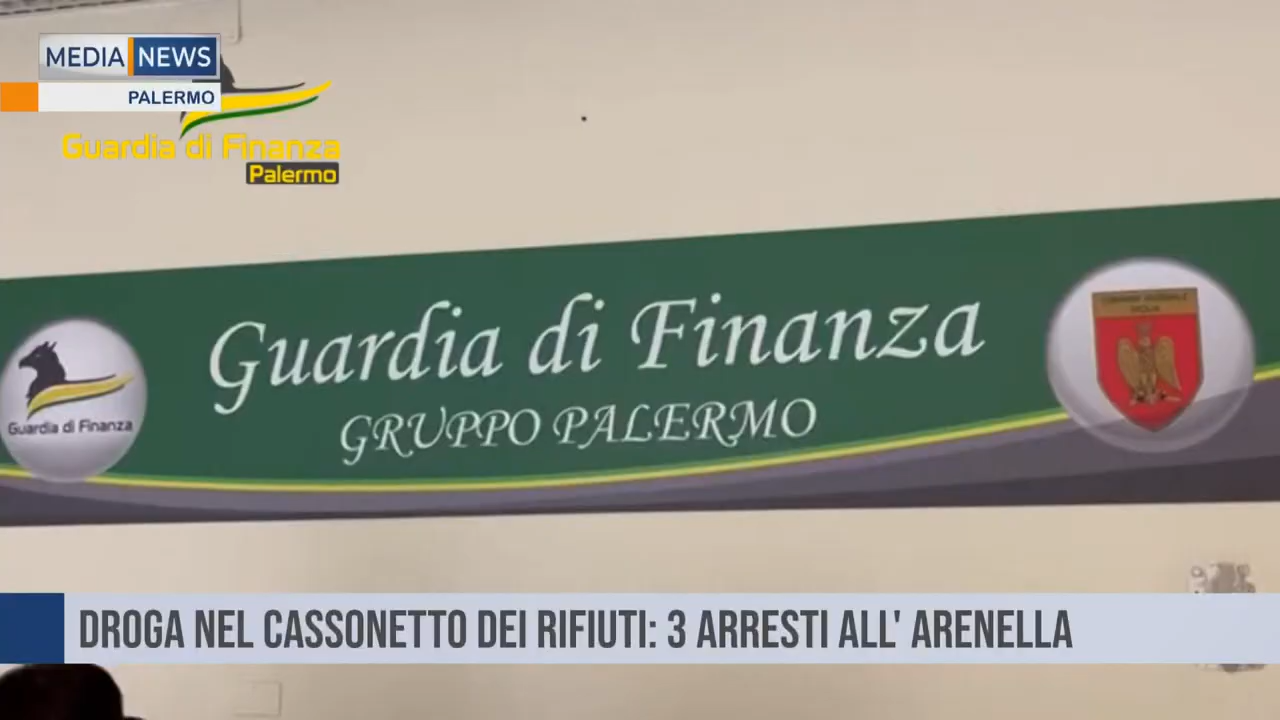 MEDIA NEWS
PALERMO
Guardia di Finanza
Palermo
Guardia di Finanza
GRUPPO PALERMO
Guardia di Finanza
DROGA NEL CASSONETTO DEI RIFIUTI: 3 ARRESTI ALL' ARENELLA